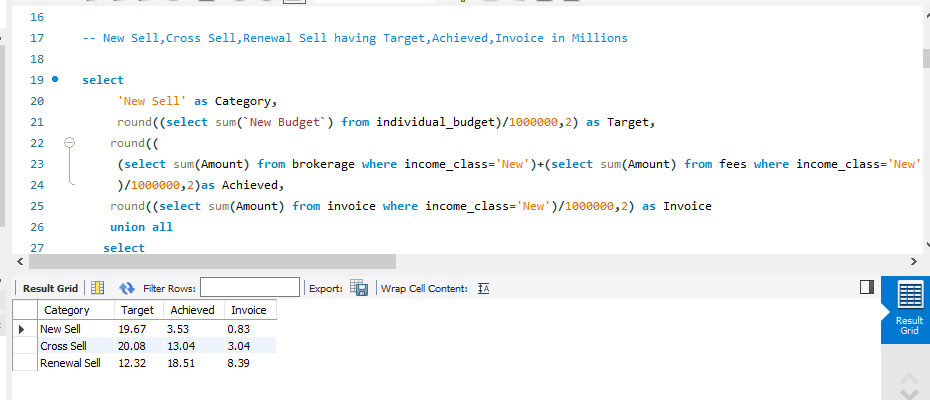 16
17 -- New Sell,Cross Sell,Renewal Sell having Target,Achieved,Invoice in Millions
18
19 select
20 'New Sell' as Category,
21 round((select sum(`New Budget`) from individual_budget)/1000000,2) as Target,
22 round((
23 (select sum(Amount) from brokerage where income_class='New')+(select sum(Amount) from fees where income_class='New'
24 )/1000000,2)as Achieved,
25 round((select sum(Amount) from invoice where income_class='New')/1000000,2) as Invoice
26 union all
27 select
Result Grid Filter Rows: Export: Wrap Cell Content: IA
Category Target Achieved Invoice
New Sell 19.67 3.53 0.83
Cross Sell 20.08 13.04 3.04
Renewal Sell 12.32 18.51 8.39
Result
Grid